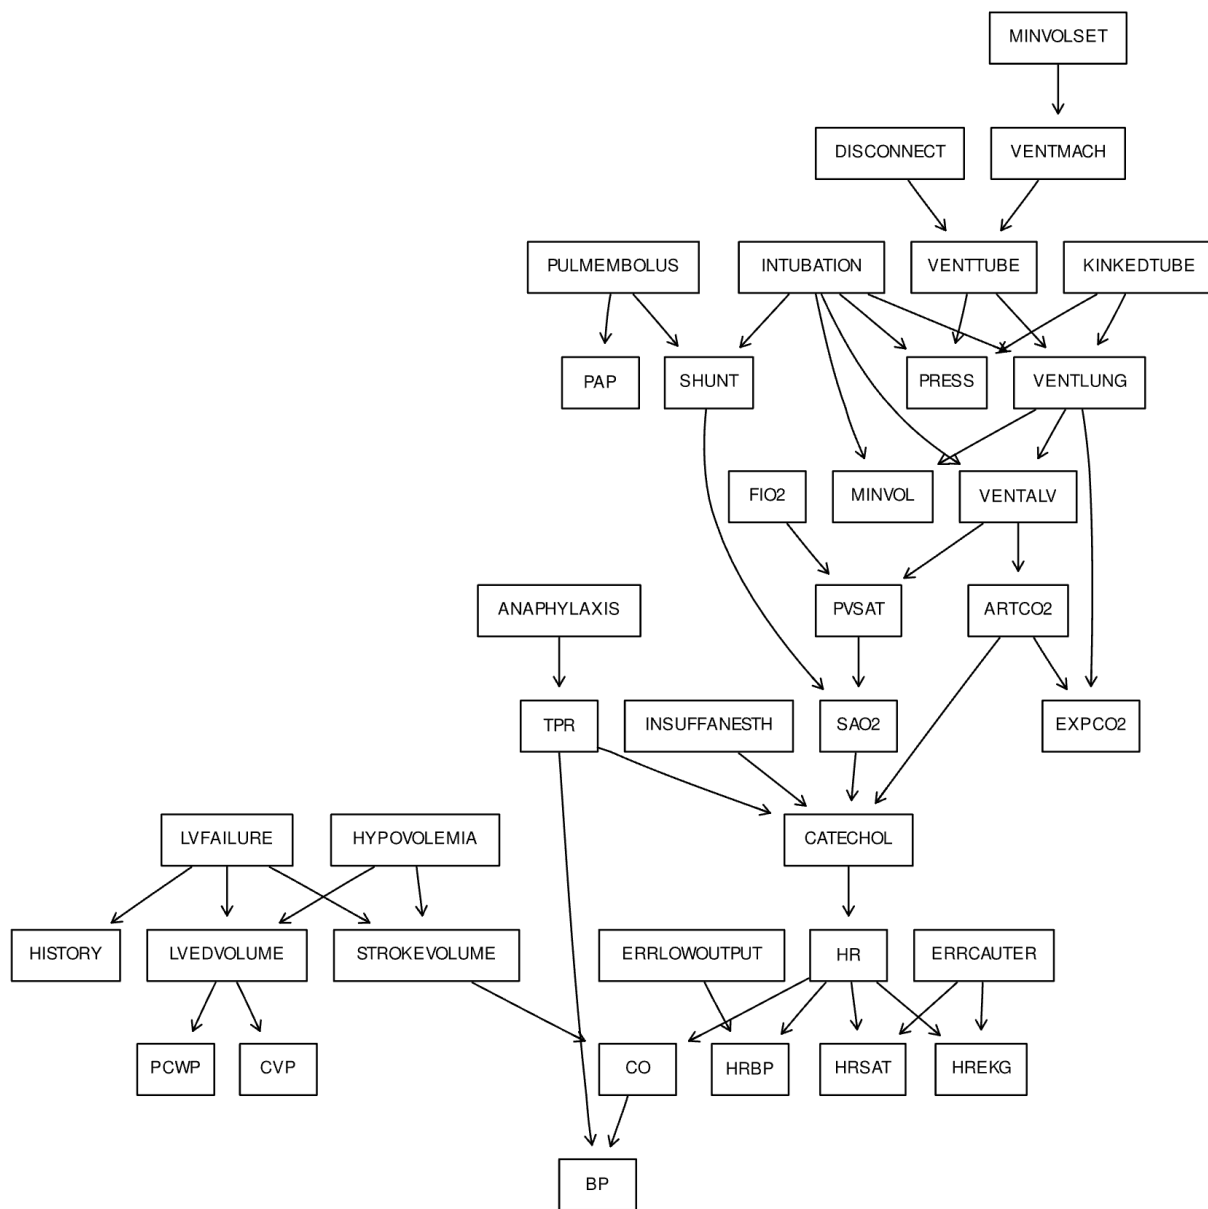 MINVOLSET
DISCONNECT
VENTMACH
PULMEMBOLUS
INTUBATION
VENTTUBE
KINKEDTUBE
PAP
SHUNT
PRESS
VENTLUNG
FIO2
MINVOL
VENTALV
ANAPHYLAXIS
PVSAT
ARTCO2
TPR
INSUFFANESTH
SAO2
EXPCO2
LVFAILURE
HYPOVOLEMIA
CATECHOL
HISTORY
LVEDVOLUME
STROKEVOLUME
ERRLOWOUTPUT
HR
ERRCAUTER
PCWP
CVP
CO
HRBP
HRSAT
HREKG
BP